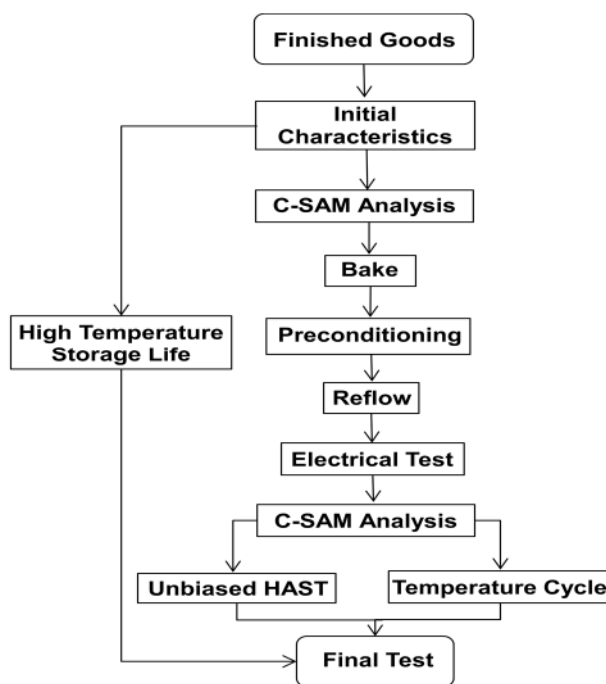 Finished Goods
Initial
Characteristics
C-SAM Analysis
Bake
High Temperature
Storage Life
Preconditioning
Reflow
Electrical Test
C-SAM Analysis
Unbiased HAST
Temperature Cycle
Final Test